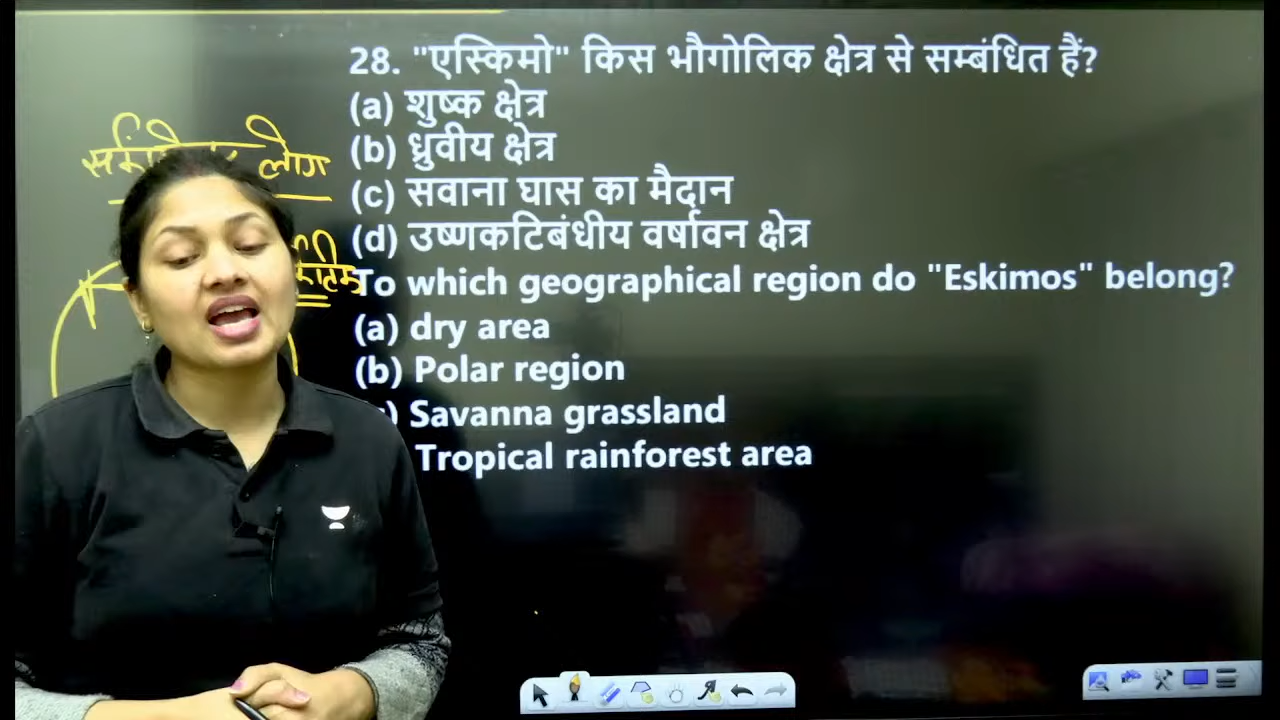 28. "एस्किमो" किस भौगोलिक क्षेत्र से सम्बंधित हैं?
(a) शुष्क क्षेत्र
(b) ध्रुवीय क्षेत्र
(c) सवाना घास का मैदान
(d) उष्णकटिबंधीय वर्षावन क्षेत्र
To which geographical region do "Eskimos" belong?
(a) dry area
(b) Polar region
Savanna grassland
Tropical rainforest area
लोग